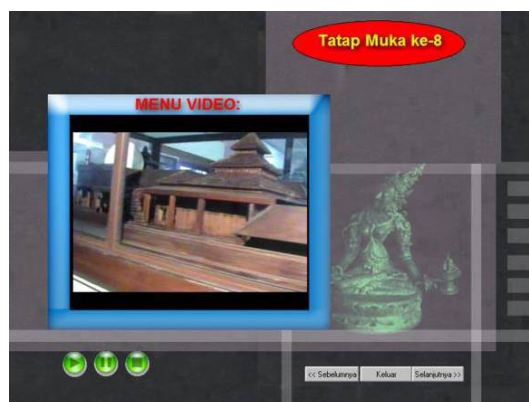 Tatap Muka ke-8
MENU VIDEO:
<< Sebelumnya Keluar Selanjutnya >>